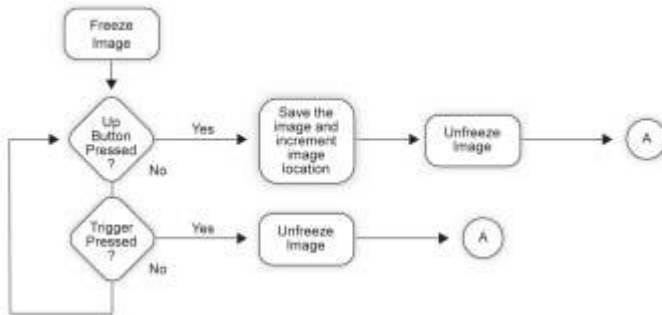 Freeze
Image
Up
Button
Pressed
?
Yes
No
Save the
image and
increment
image
location
Unfreeze
Image
A
Trigger
Pressed
?
Yes
No
Unfreeze
Image
A